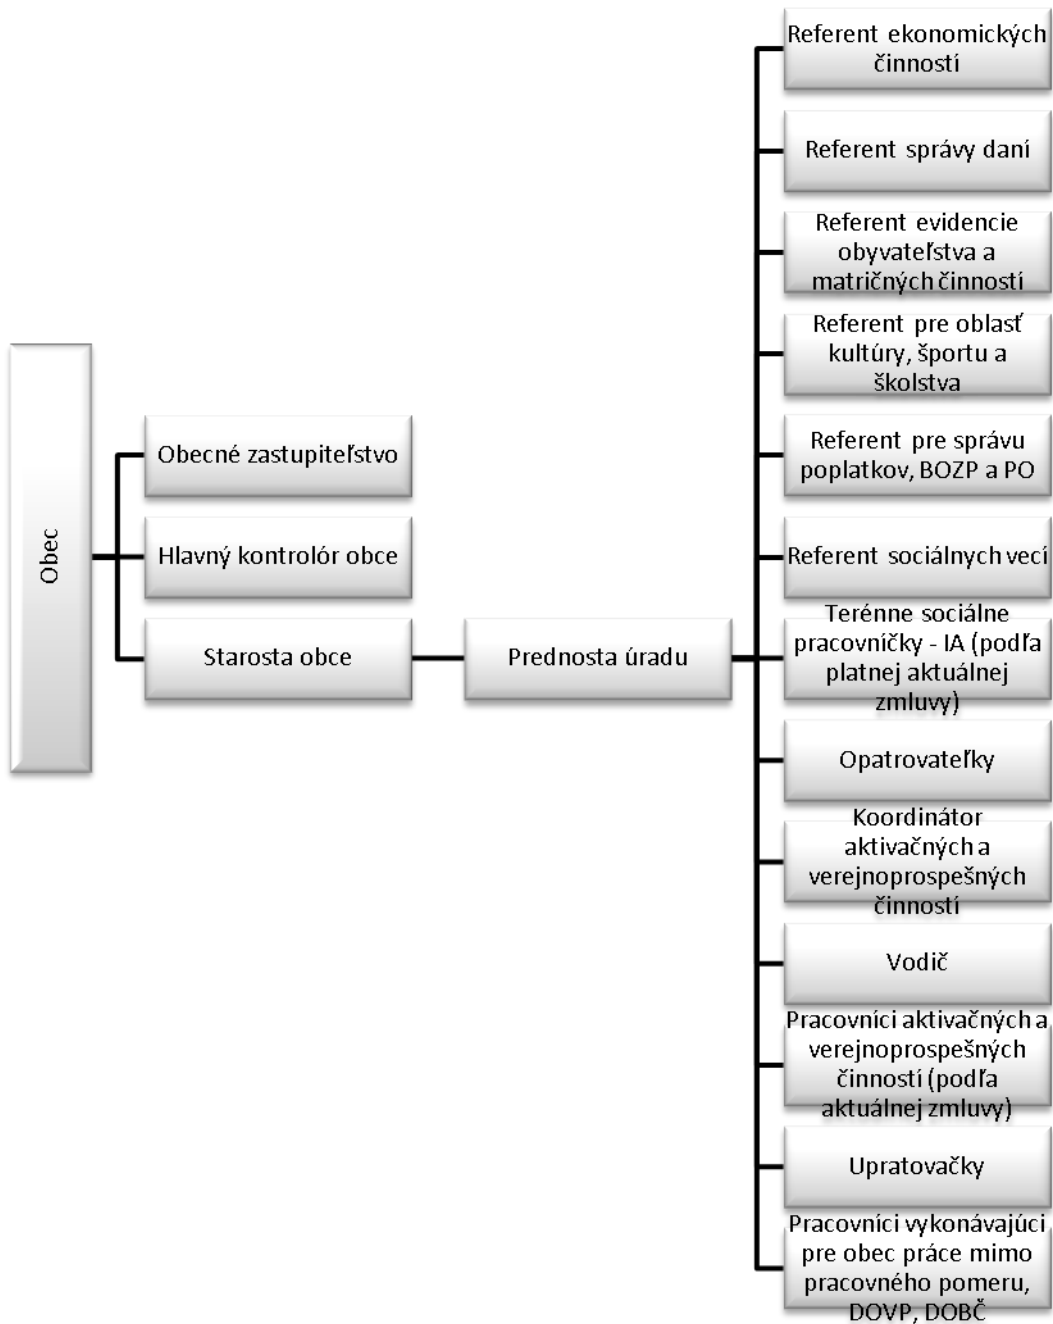 Obec
Obecné zastupiteľstvo
Hlavný kontrolór obce
Starosta obce
Prednosta úradu
Referent ekonomických
činností
Referent správy daní
Referent evidencie
obyvateľstva a
matričných činností
Referent pre oblasť
kultúry, športu a
školstva
Referent pre správu
poplatkov, BOZP a PO
Referent sociálnych vecí
Terénne sociálne
pracovníčky - IA (podľa
platnej aktuálnej
zmluvy)
Opatrovateľky
Koordinátor
aktivačných a
verejnoprospešných
činností
Vodič
Pracovníci aktivačných a
verejnoprospešných
činností (podľa
aktuálnej zmluvy)
Upratovačky
Pracovníci vykonávajúci
pre obec práce mimo
pracovného pomeru,
DOVP, DOBČ